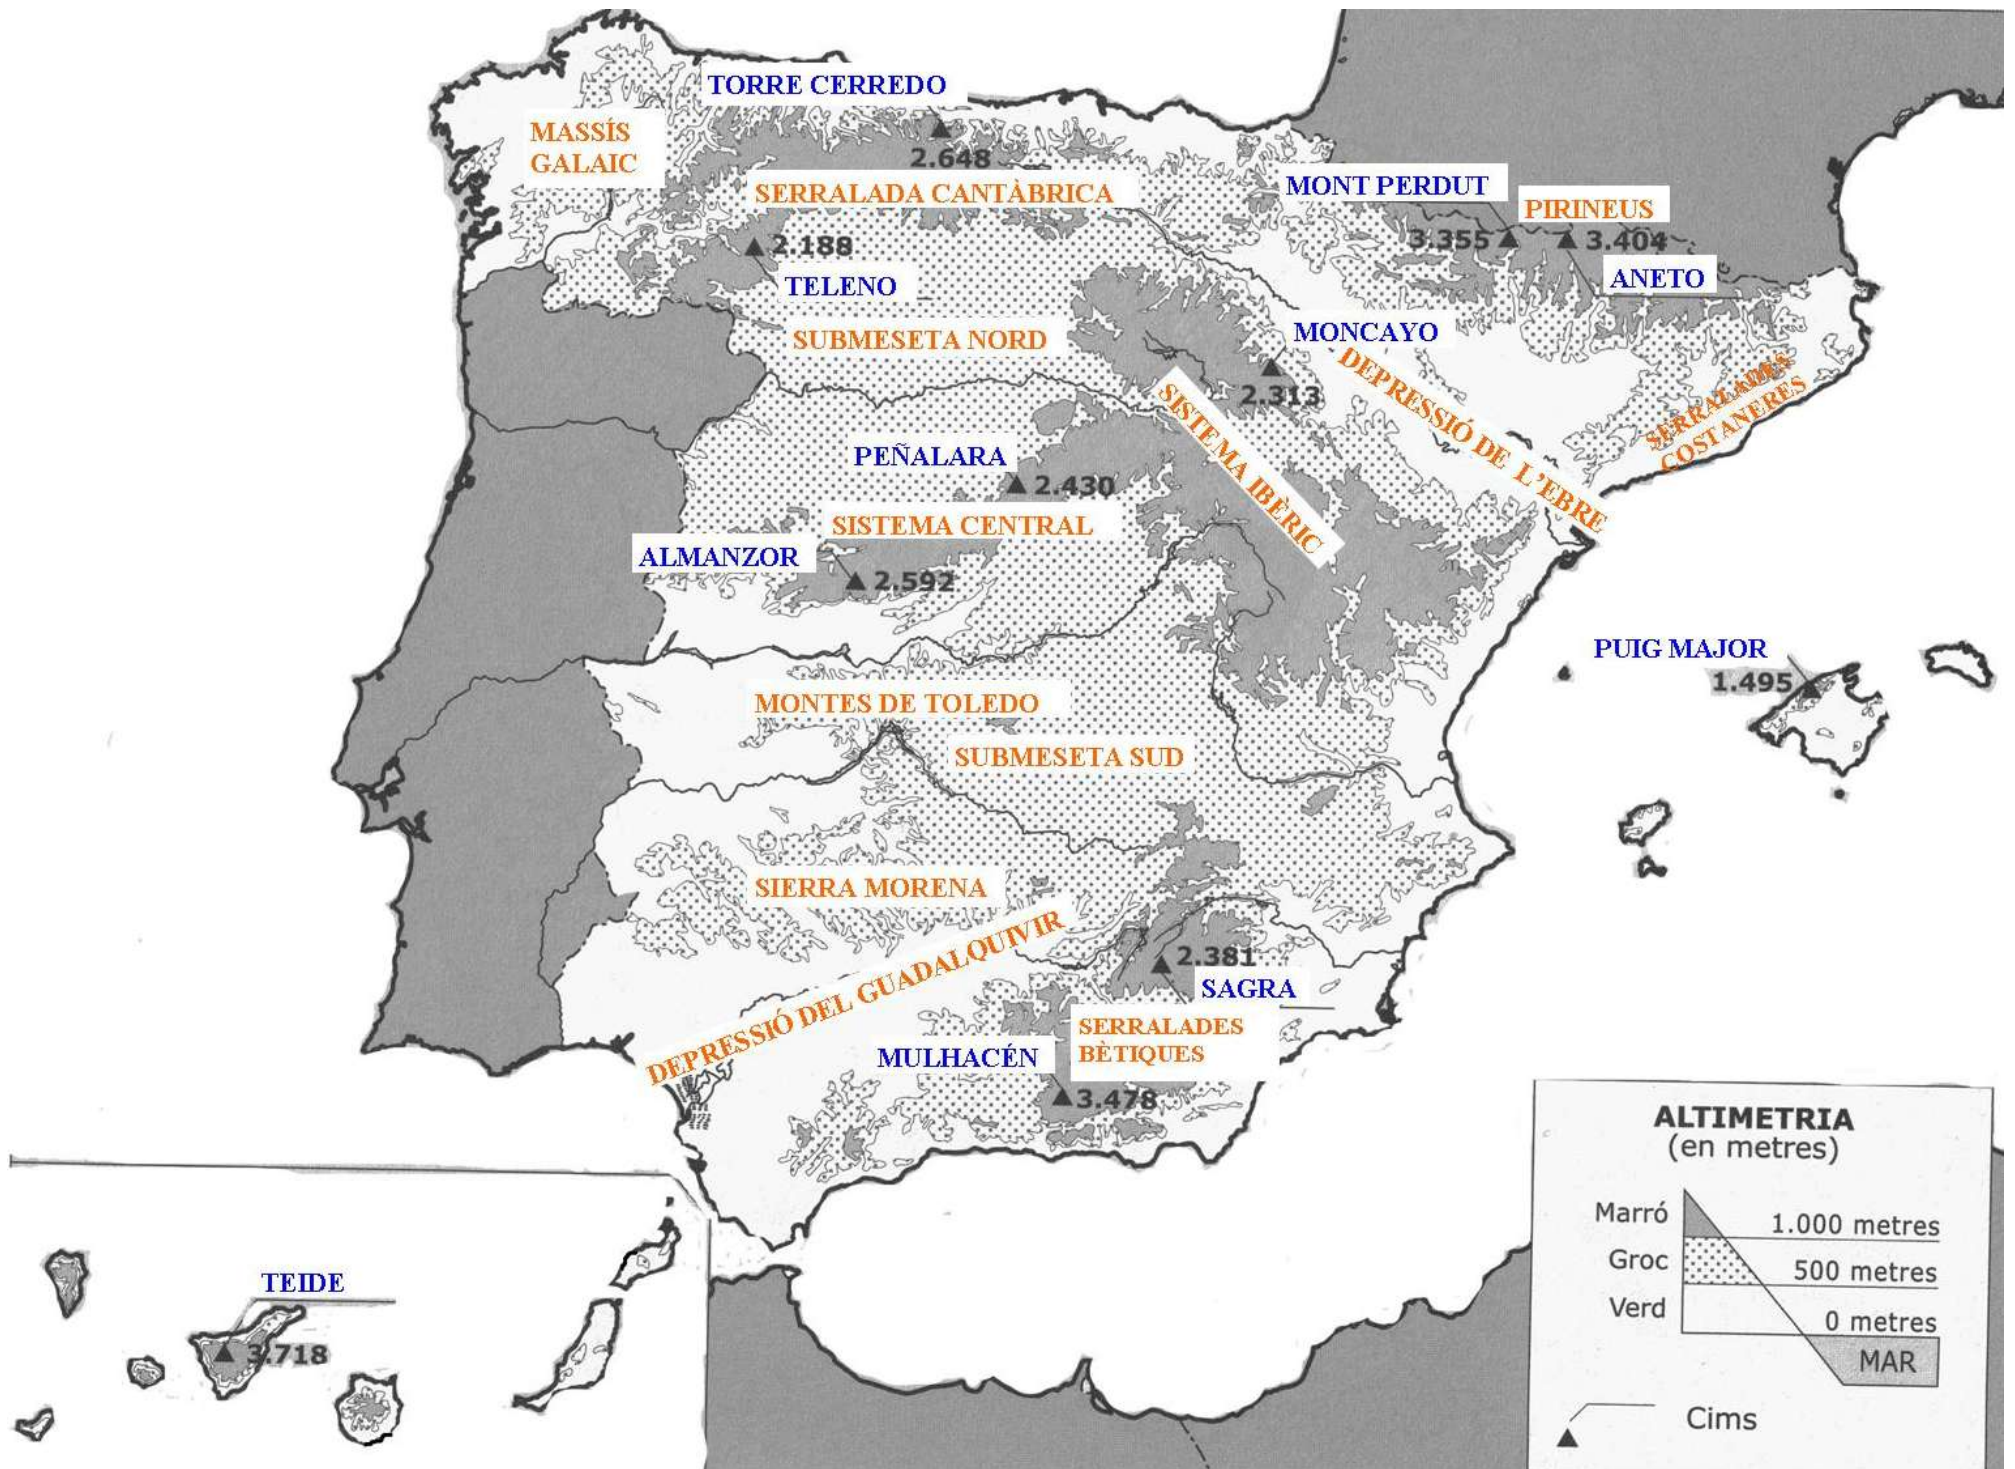 TORRE CERREDO
MASSÍS
GALAIC
2.648
SERRALADA CANTÀBRICA
MONT PERDUT
PIRINEUS
3.355
3.404
ANETO
2.188
TELENO
SUBMESETA NORD
MONCAYO
2.313
DEPRESSIÓ DE L'EBRE
SERRALADES
COSTANERES
SISTEMA IBÈRIC
PEÑALARA
2.430
SISTEMA CENTRAL
ALMANZOR
2.592
PUIG MAJOR
1.495
MONTES DE TOLEDO
SUBMESETA SUD
SIERRA MORENA
DEPRESSIÓ DEL GUADALQUIVIR
2.381
SAGRA
SERRALADES
BÈTIQUES
MULHACÉN
3.478
TEIDE
3.718
ALTIMETRIA
(en metres)
Marró
1.000 metres
Groc
500 metres
Verd
0 metres
MAR
Cims